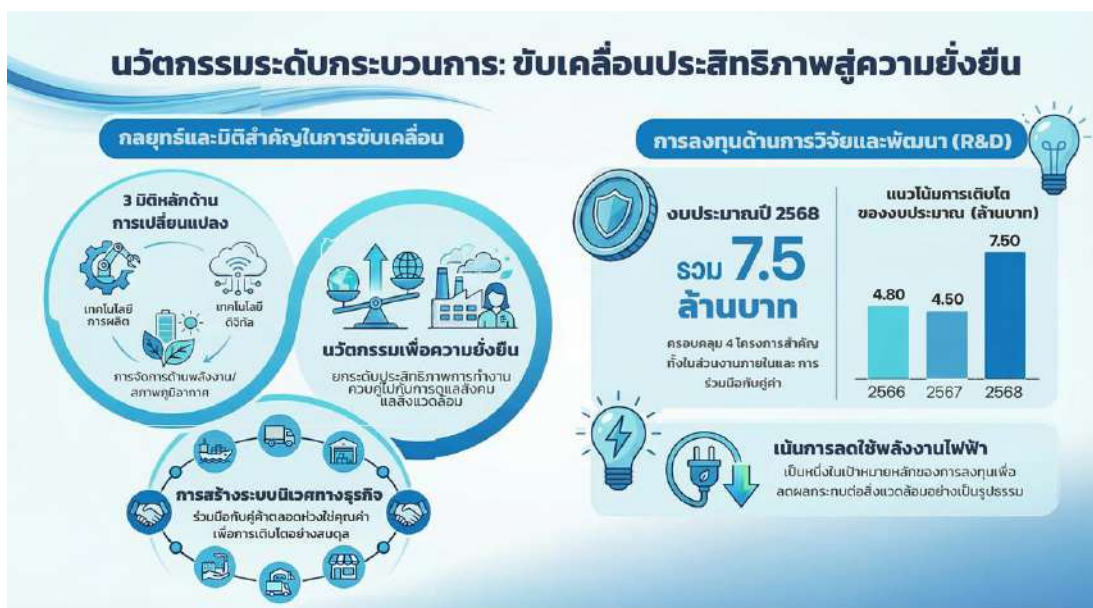 นวัตกรรมระดับกระบวนการ: ขับเคลื่อนประสิทธิภาพสู่ความยั่งยืน
กลยุทธ์และมิติสำคัญในการขับเคลื่อน
3 มิติหลักด้าน
การเปลี่ยนแปลง
เทคโนโลยี
การผลิต
เทคโนโลยี
ดิจิทัล
การจัดการด้านพลังงาน/
สภาพภูมิอากาศ
นวัตกรรมเพื่อความยั่งยืน
ยกระดับประสิทธิภาพการทำงาน
ควบคู่ไปกับการดูแลสังคม
และสิ่งแวดล้อม
การสร้างระบบนิเวศทางธุรกิจ
ร่วมมือกับคู่ค้าตลอดห่วงใช่คุณค่า
เพื่อการเติบโตอย่างสมดุล
การลงทุนด้านการวิจัยและพัฒนา (R&D)
งบประมาณปี 2568
รวม 7.5
ล้านบาท
ครอบคลุม 4 โครงการสำคัญ
ทั้งในส่วนงานภายในและ การ
ร่วมมือกับคู่ค่า
แนวโน้มการเติบโต
ของงบประมาณ (ล้านบาท)
7.50
4.80
4.50
2566
2567
2568
เน้นการลดใช้พลังงานไฟฟ้า
เป็นหนึ่งในเป้าหมายหลักของการลงทุนเพื่อ
ลดผลกระทบต่อสิ่งแวดล้อมอย่างเป็นรูปธรรม